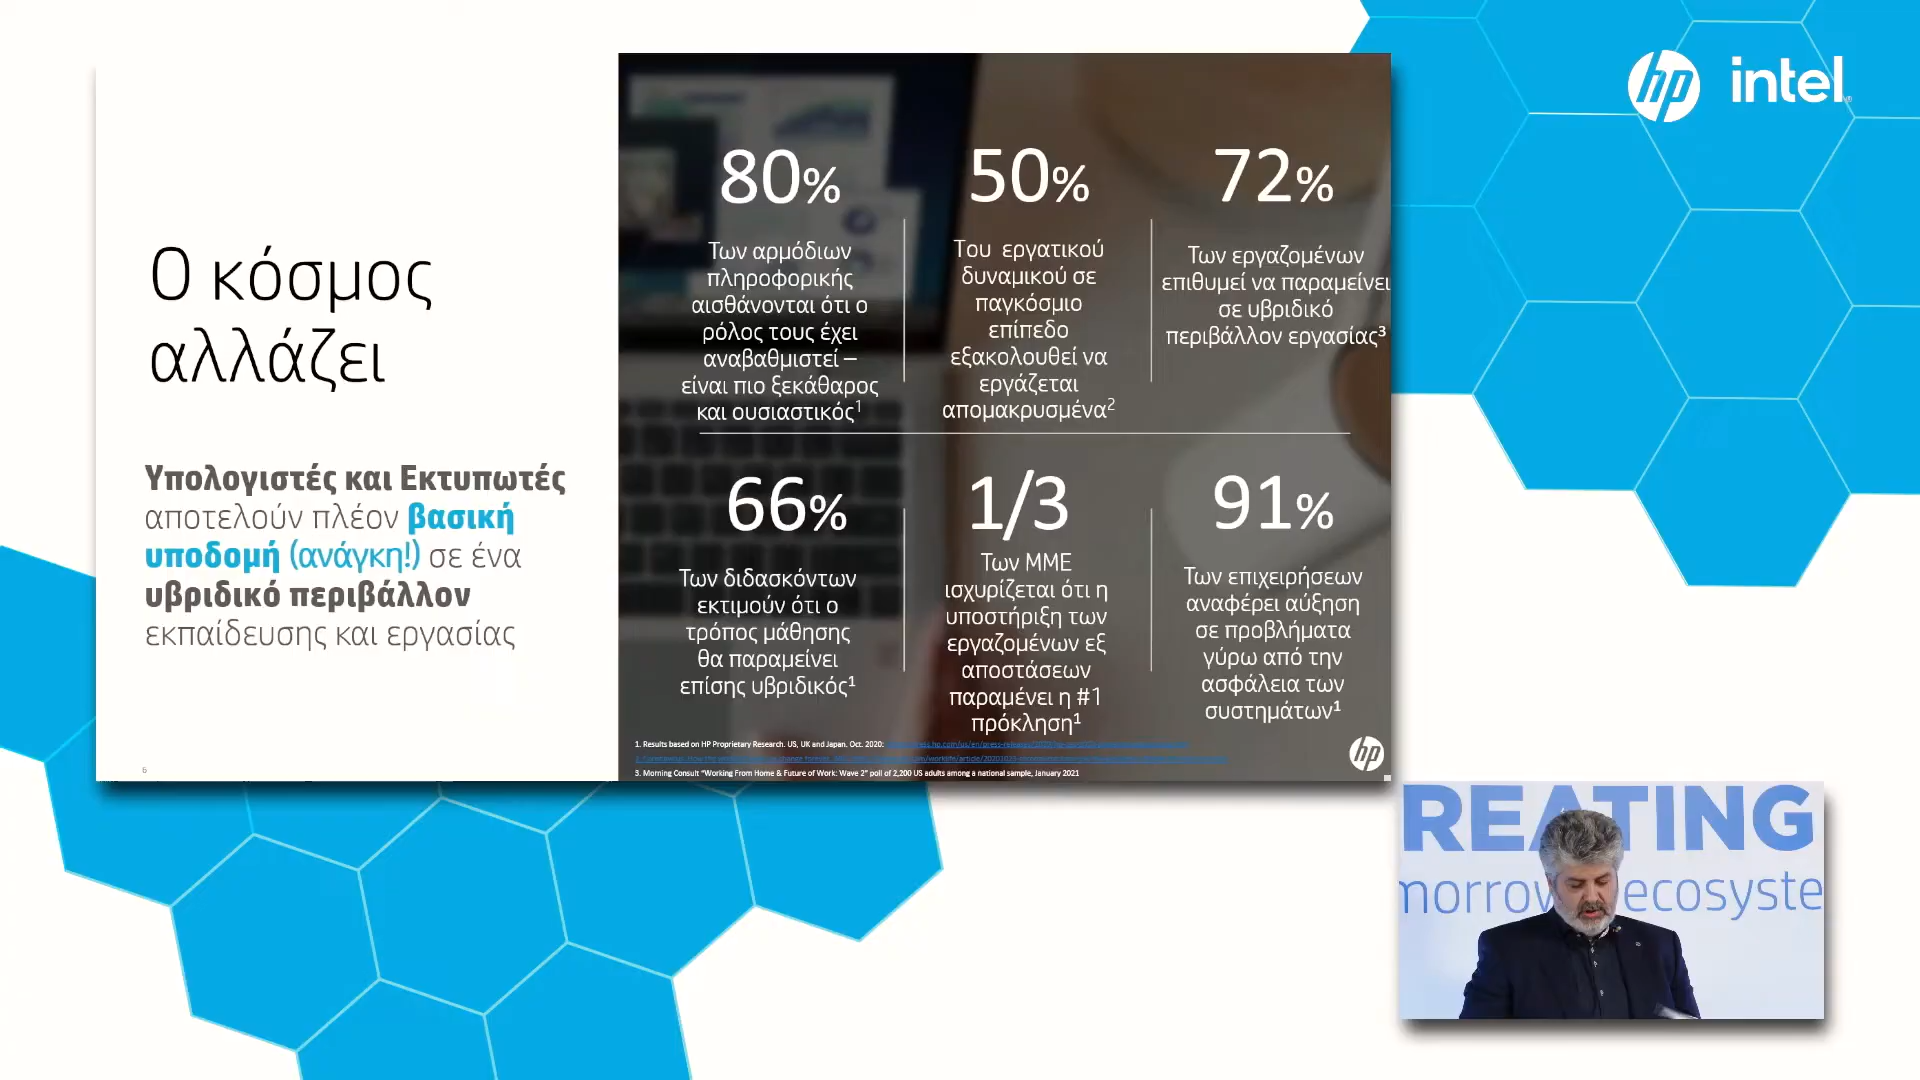 hp intel
Ο κόσμος
αλλάζει
Υπολογιστές και Εκτυπωτές
αποτελούν πλέον βασική
υποδομή (ανάγκη!) σε ένα
υβριδικό περιβάλλον
εκπαίδευσης και εργασίας
6
80%
Των αρμόδιων
πληροφορικής
αισθάνονται ότι ο
ρόλος τους έχει
αναβαθμιστεί –
είναι πιο ξεκάθαρος
και ουσιαστικός1
50%
Του εργατικού
δυναμικού σε
παγκόσμιο
επίπεδο
εξακολουθεί να
εργάζεται
απομακρυσμένα2
72%
Των εργαζομένων
επιθυμεί να παραμείνει
σε υβριδικό
περιβάλλον εργασίας³
66%
Των διδασκόντων
εκτιμούν ότι ο
τρόπος μάθησης
θα παραμείνει
επίσης υβριδικός¹
1/3
Των ΜΜΕ
ισχυρίζεται ότι η
υποστήριξη των
εργαζομένων εξ
αποστάσεων
παραμένει η #1
πρόκληση¹
91%
Των επιχειρήσεων
αναφέρει αύξηση
σε προβλήματα
γύρω από την
ασφάλεια των
συστημάτων¹
1. Results based on HP Proprietary Research. US, UK and Japan. Oct. 2020:
3. Morning Consult "Working From Home & Future of Work: Wave 2" poll of 2,200 US adults among a national sample, January 2021
hp
REATING
morrow ecosyste